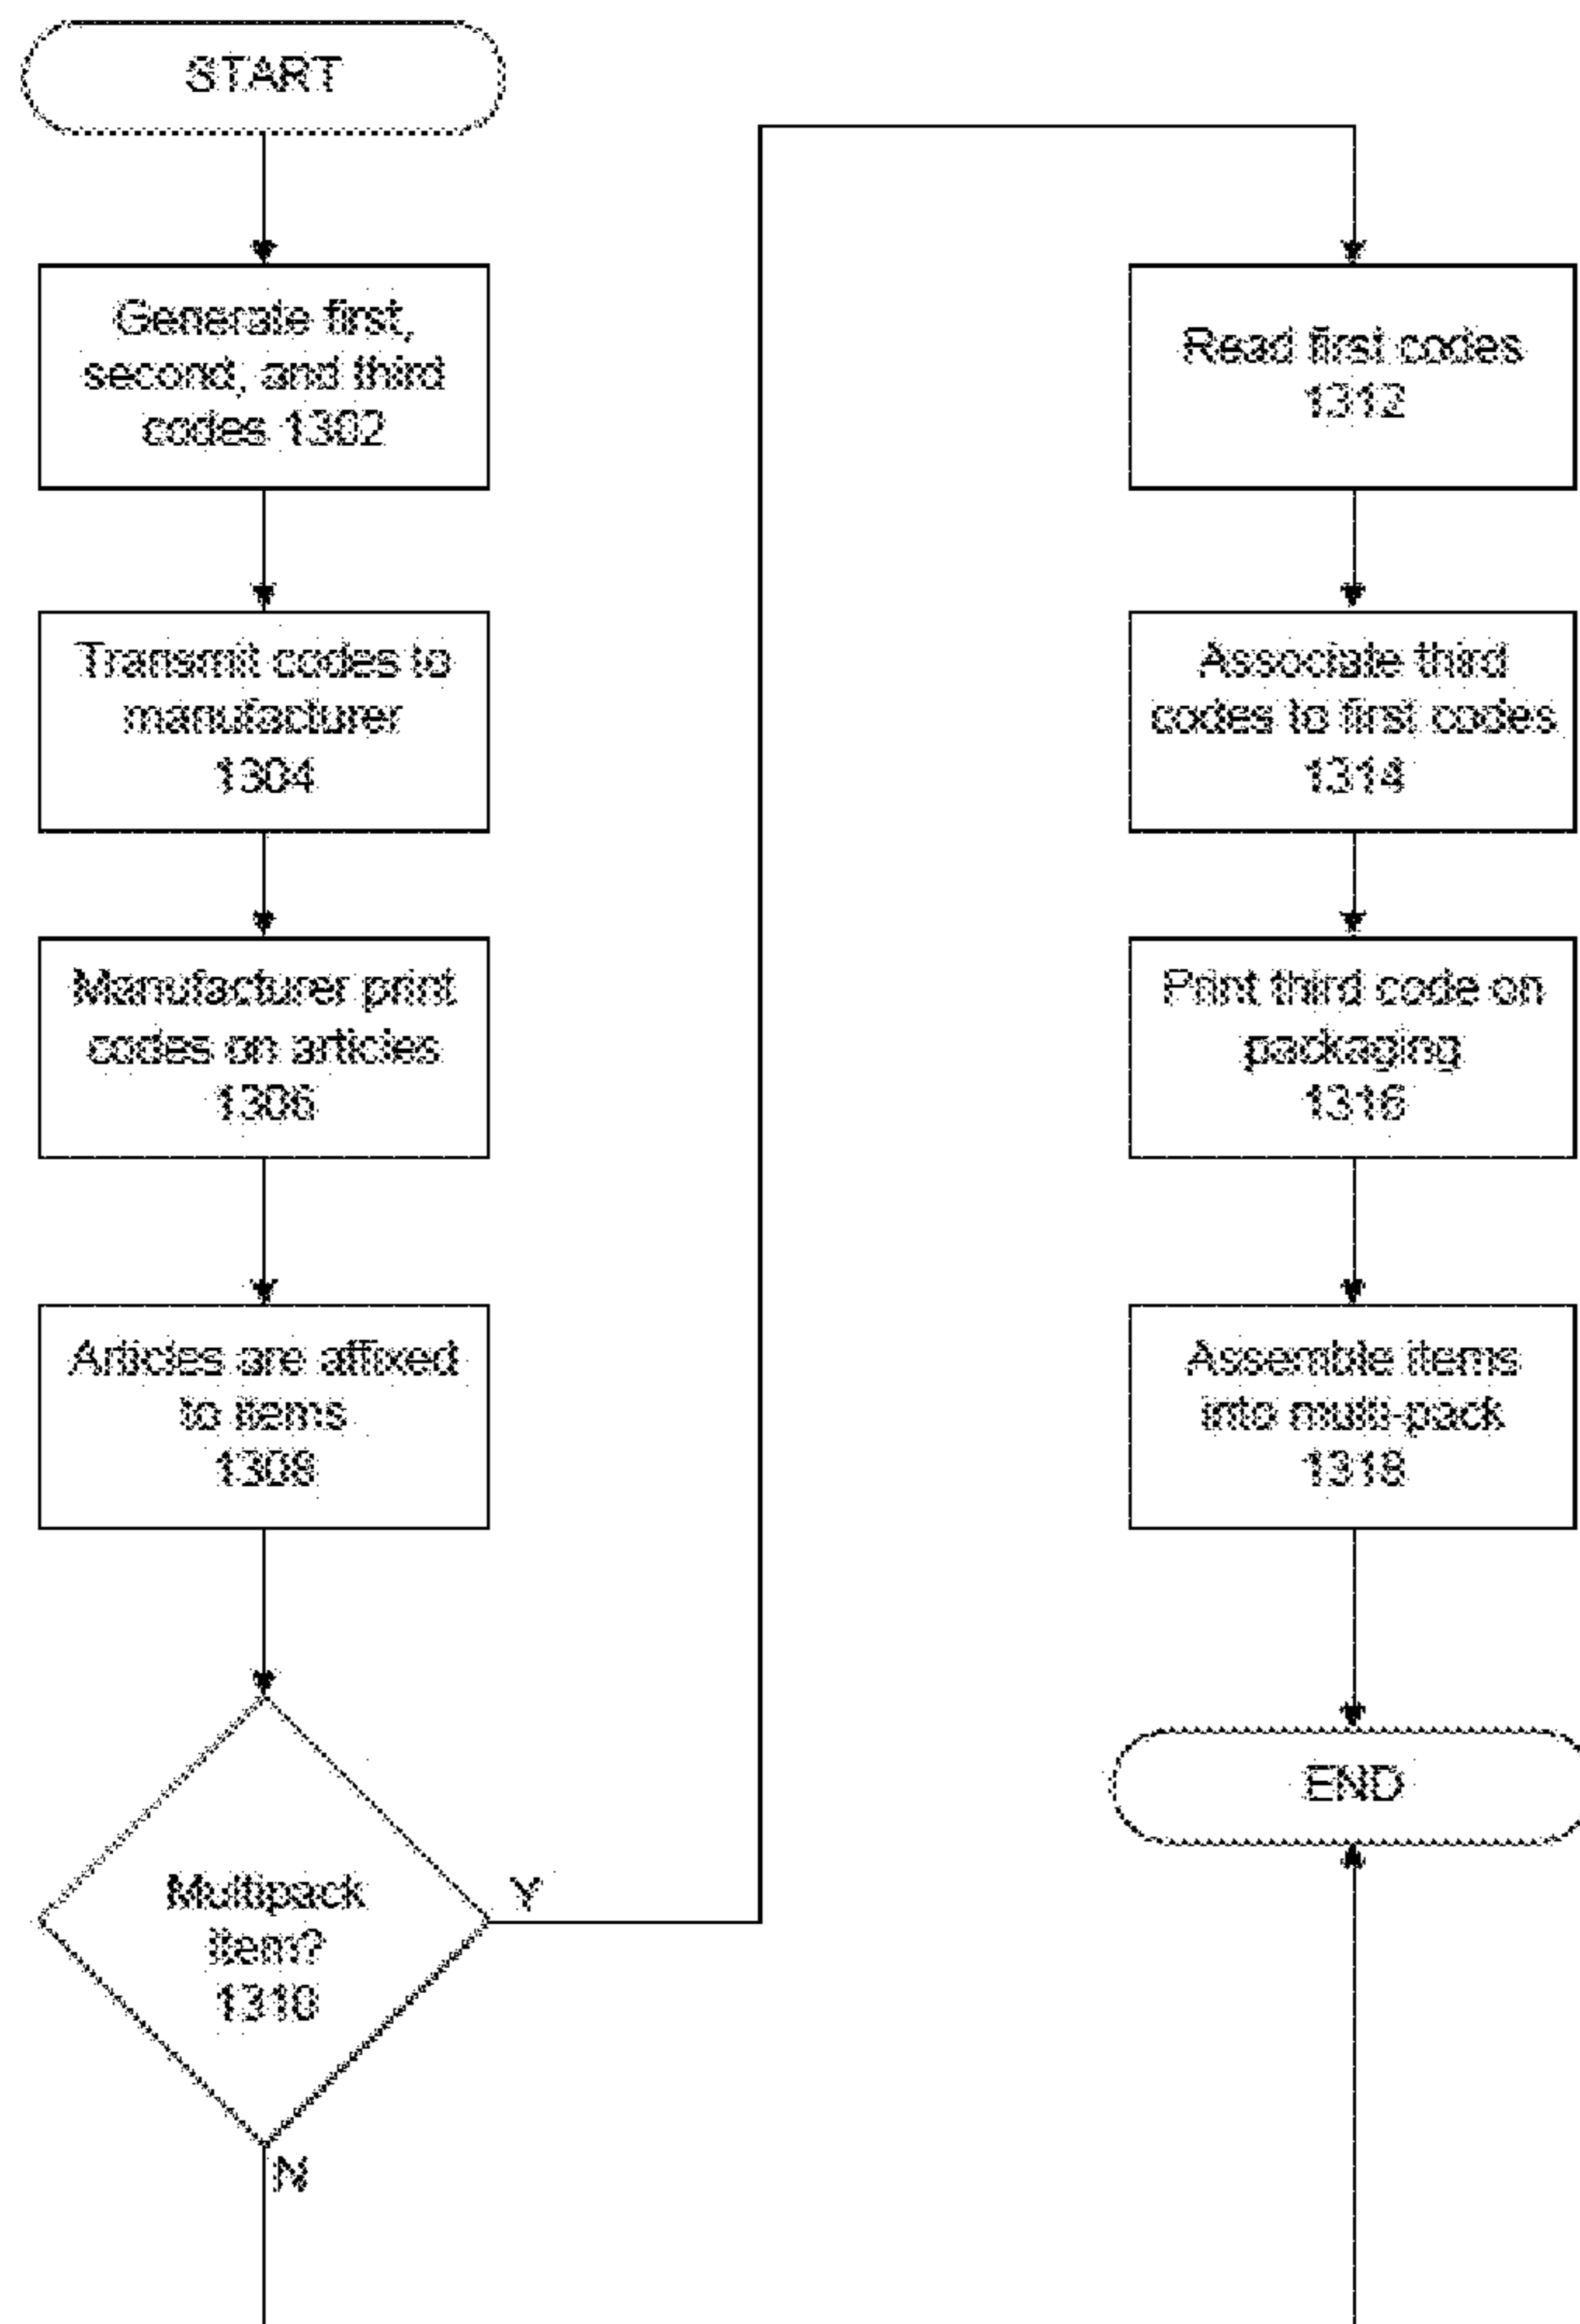 START
Generate first,
second, and third
codes 1302
Transmit codes to
manufacturer
1304
Manufacturer print
codes on articles
1306
Articles are affixed
to items
1308
Multipack
item?
1310
Y
N
Read first codes
1312
Associate third
codes to first codes
1314
Print third code on
packaging
1316
Assemble items
into multi-pack
1318
END